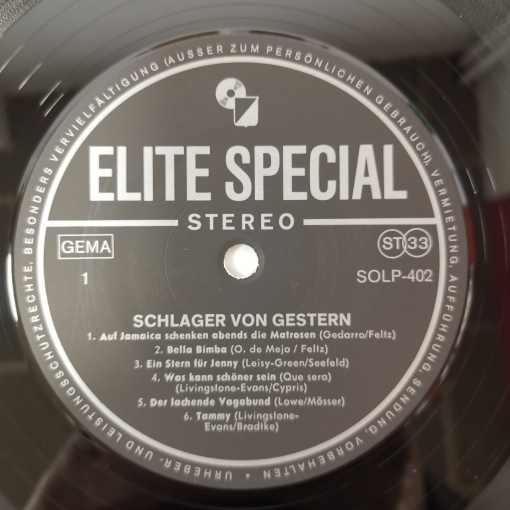 URHEBER- UND LEISTUNGSSCHUTZRECHTE, BESONDERS VERVIELFÄLTIGUNG (AUSSER ZUM PERSÖNLICHEN GEBRAUCH), VERMIETUNG, AUFFÜHRUNG, SENDUNG, VORBEHALTEN
ELITE SPECIAL
STEREO
GEMA
ST 33
1
SOLP-402
SCHLAGER VON GESTERN
1. Auf Jamaica schenken abends die Matrosen (Gedarro/Feltz)
2. Bella Bimba (O. de Mejo / Feltz)
3. Ein Stern für Jenny (Leisy-Green/Seefeld)
4. Was kann schöner sein (Que sera)
(Livingstone-Evans/Cypris)
5. Der lachende Vagabund (Lowe/Mösser)
6. Tammy (Livingstone-
Evans/Bradtke)